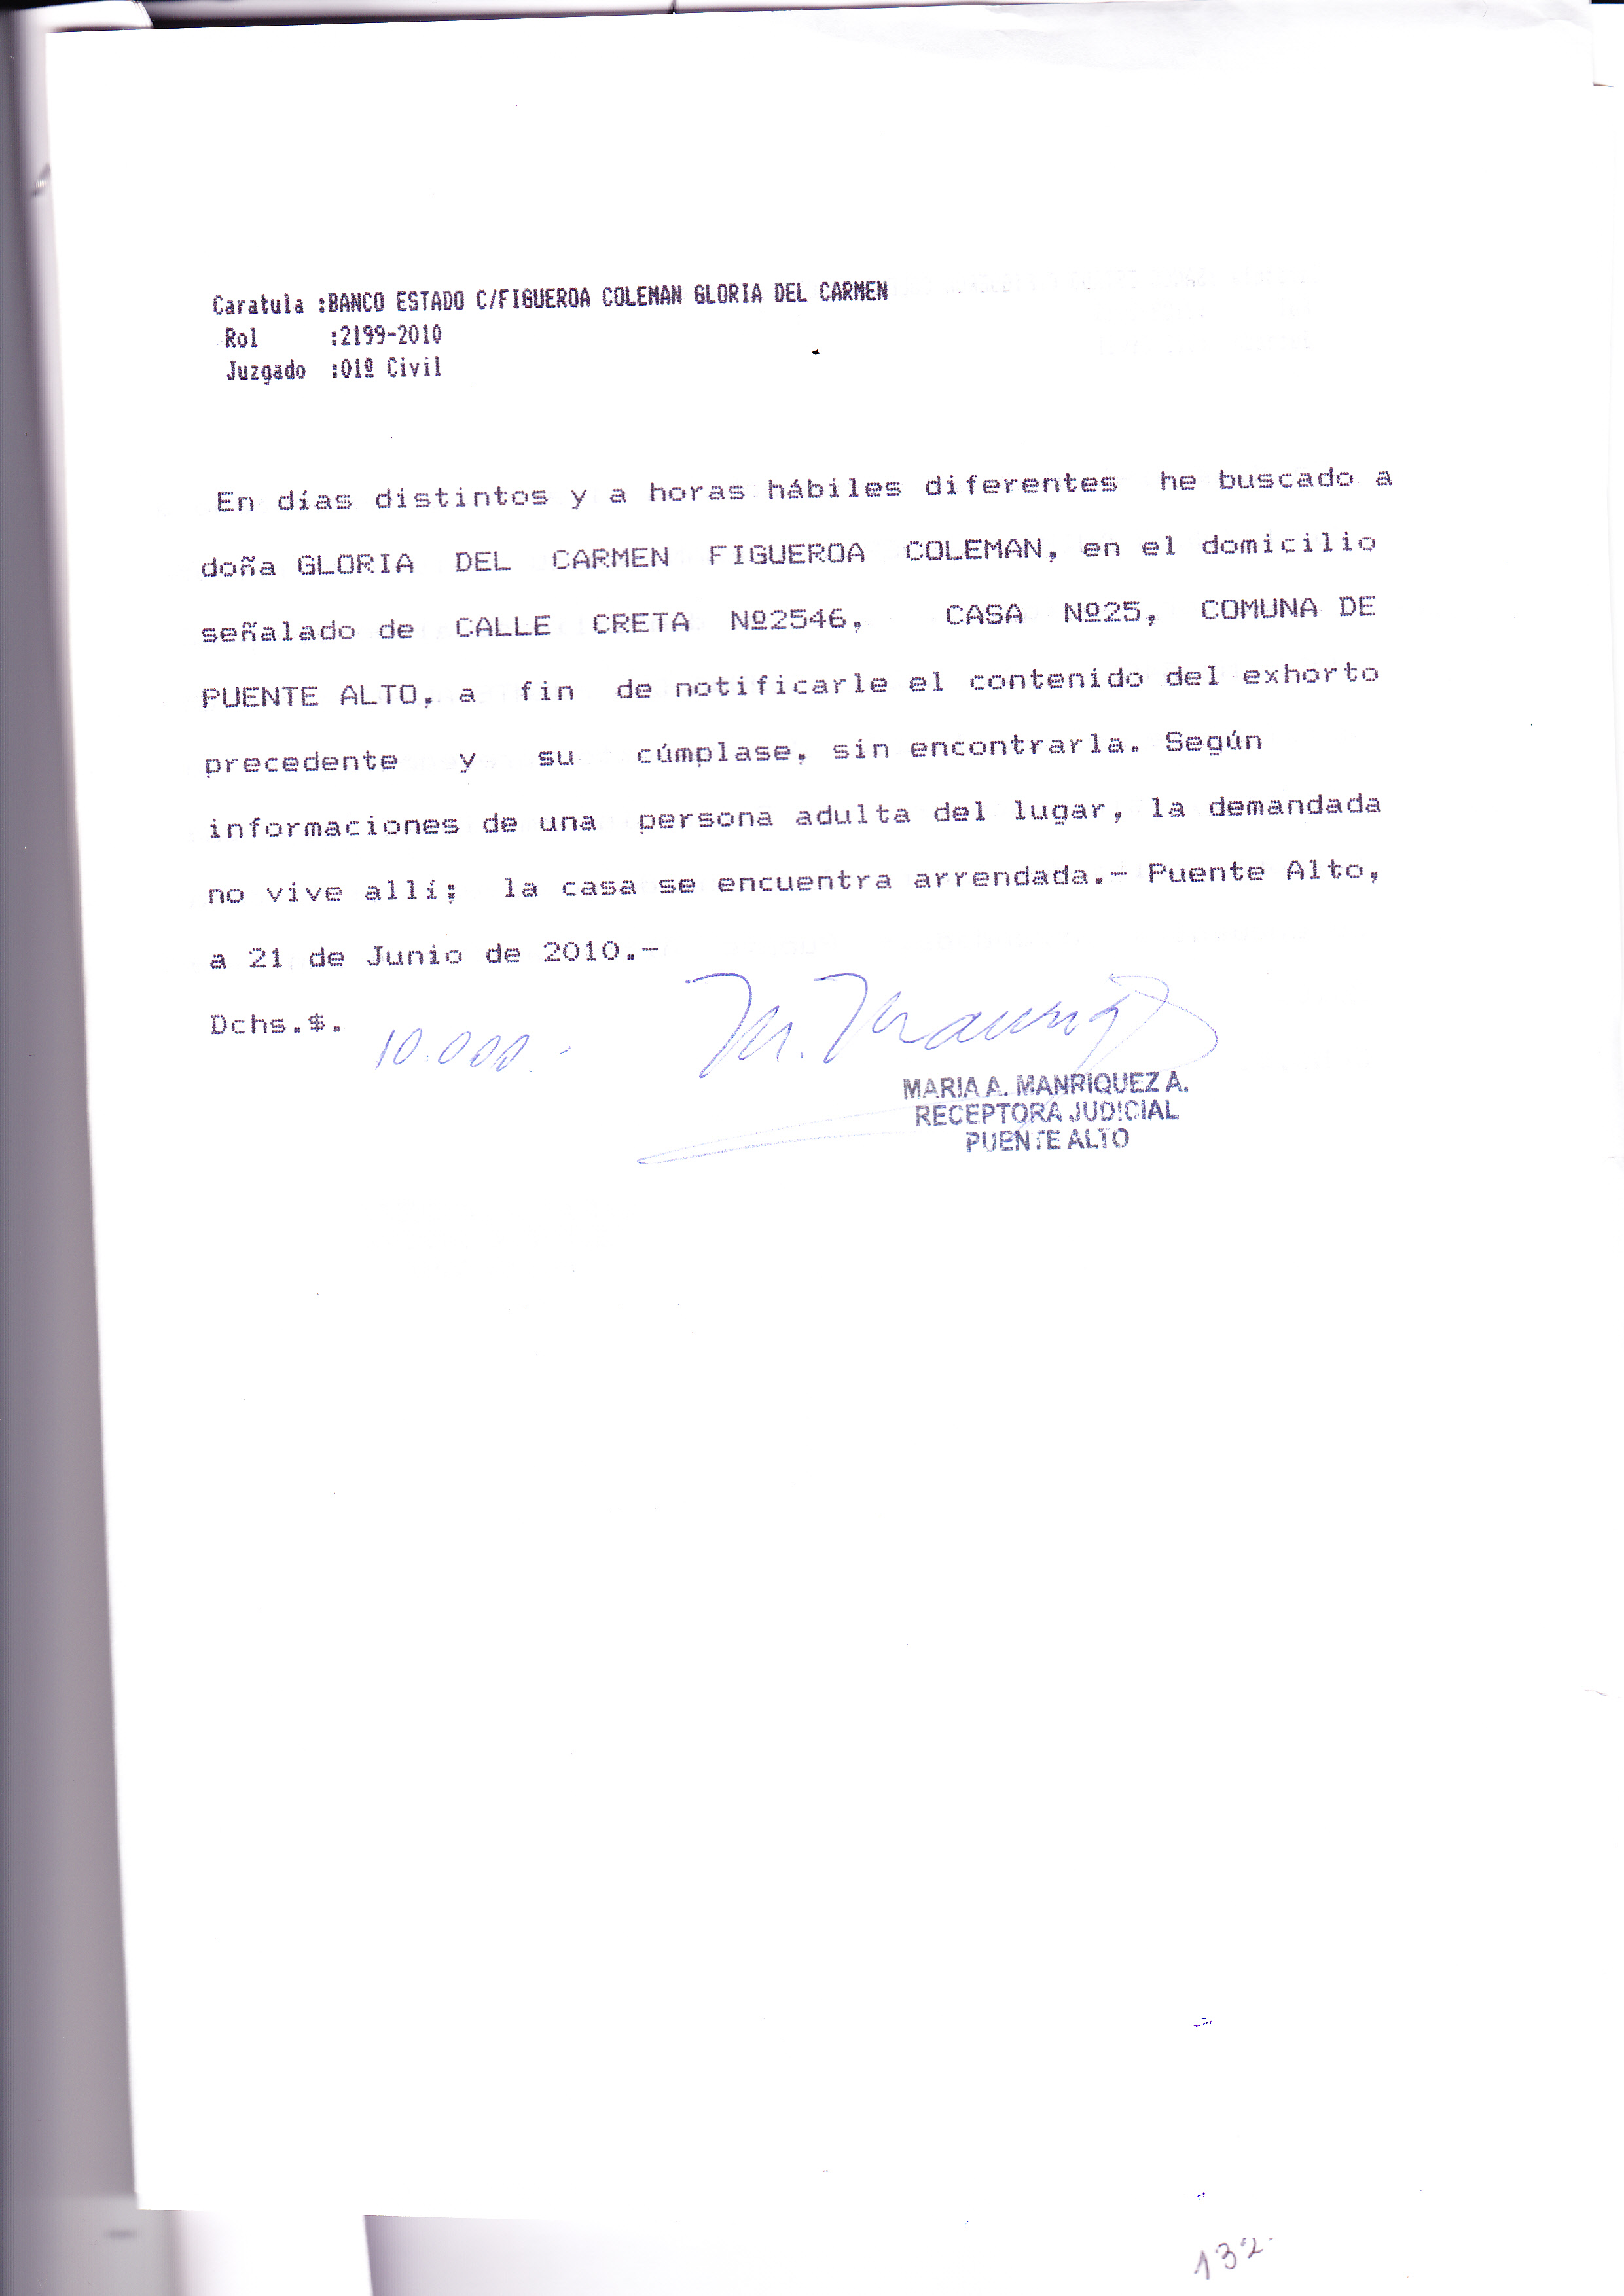 Caratula :BANCO ESTADO C/FIGUEROA COLEMAN GLORIA DEL CARMEN
Rol :2199-2010
Juzgado :01º Civil
En días distintos y a horas hábiles diferentes he buscado a
doña GLORIA DEL CARMEN FIGUEROA COLEMAN, en el domicilio
señalado de CALLE CRETA Nº2546, CASA Nº25, COMUNA DE
PUENTE ALTO, a fin de notificarle el contenido del exhorto
precedente y su cúmplase, sin encontrarla. Según
informaciones de una persona adulta del lugar, la demandada
no vive allí; la casa se encuentra arrendada.- Puente Alto,
a 21 de Junio de 2010.-
Dchs.$. 10.000.-
MARIA A. MANRIQUEZ A.
RECEPTORA JUDICIAL
PUENTE ALTO
132-